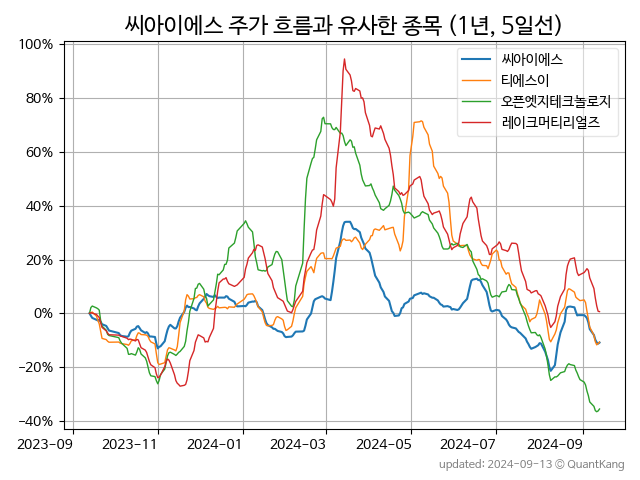 씨아이에스 주가 흐름과 유사한 종목 (1년, 5일선)
100%
80%
60%
40%
20%
0%
−20%
−40%
씨아이에스
티에스이
오픈엣지테크놀로지
레이크머티리얼즈
2023-09
2023-11
2024-01
2024-03
2024-05
2024-07
2024-09
updated: 2024-09-13 © QuantKang